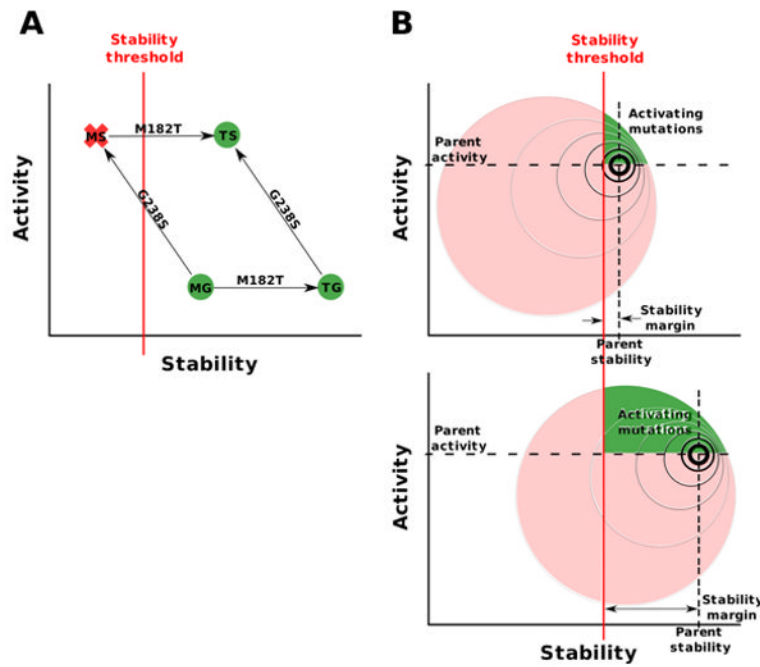 A
Stability
threshold
Activity
MS
M182T
TS
G238S
G238S
MG
M182T
TG
Stability
B
Stability
threshold
Activity
Parent
activity
Activating
mutations
Stability
margin
Parent
stability
Activity
Parent
activity
Activating
mutations
Stability
margin
Parent
stability
Stability